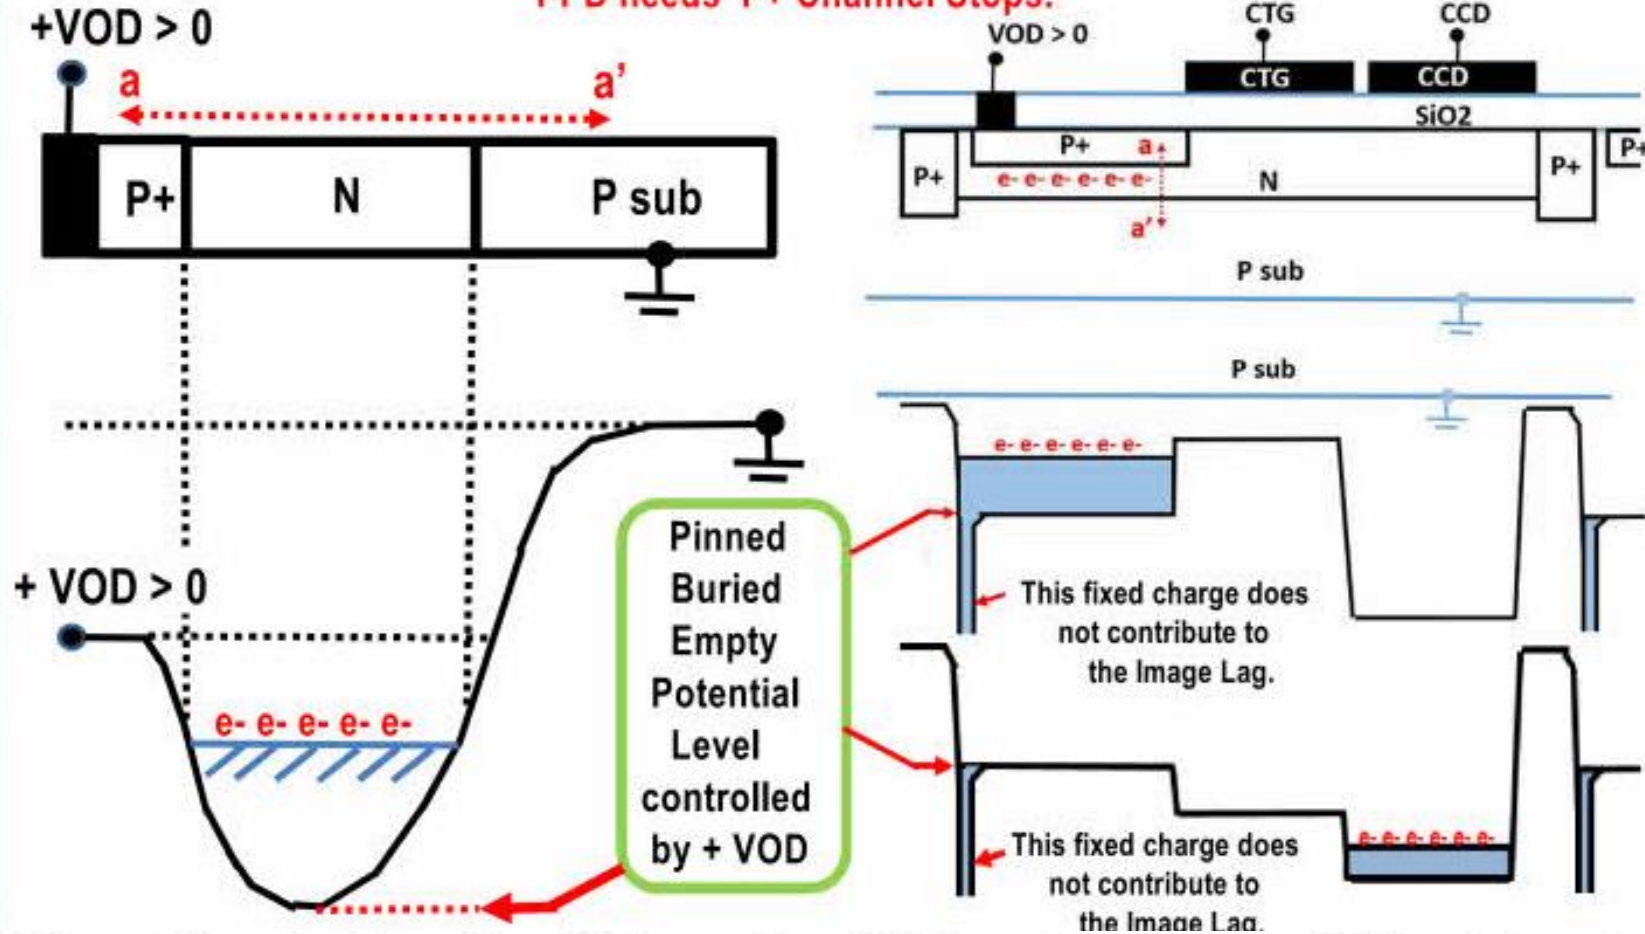 +VOD > 0
a
a'
P+
N
P sub
+ VOD > 0
e- e- e- e- e-
Pinned
Buried
Empty
Potential
Level
controlled
by + VOD
VOD > 0
CTG
CCD
CTG
CCD
SiO2
P+
P+
a
e- e- e- e- e- e-
N
P+
P+
a'
P sub
P sub
e- e- e- e- e- e-
This fixed charge does
not contribute to
the Image Lag.
e- e- e- e- e- e-
This fixed charge does
not contribute to
the Image Lag.